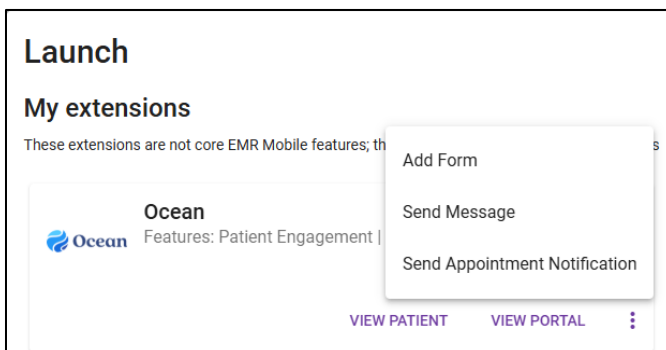 Launch
My extensions
These extensions are not core EMR Mobile features; th
s
Add Form
Send Message
Send Appointment Notification
Ocean
Ocean
Features: Patient Engagement |
VIEW PATIENT
VIEW PORTAL